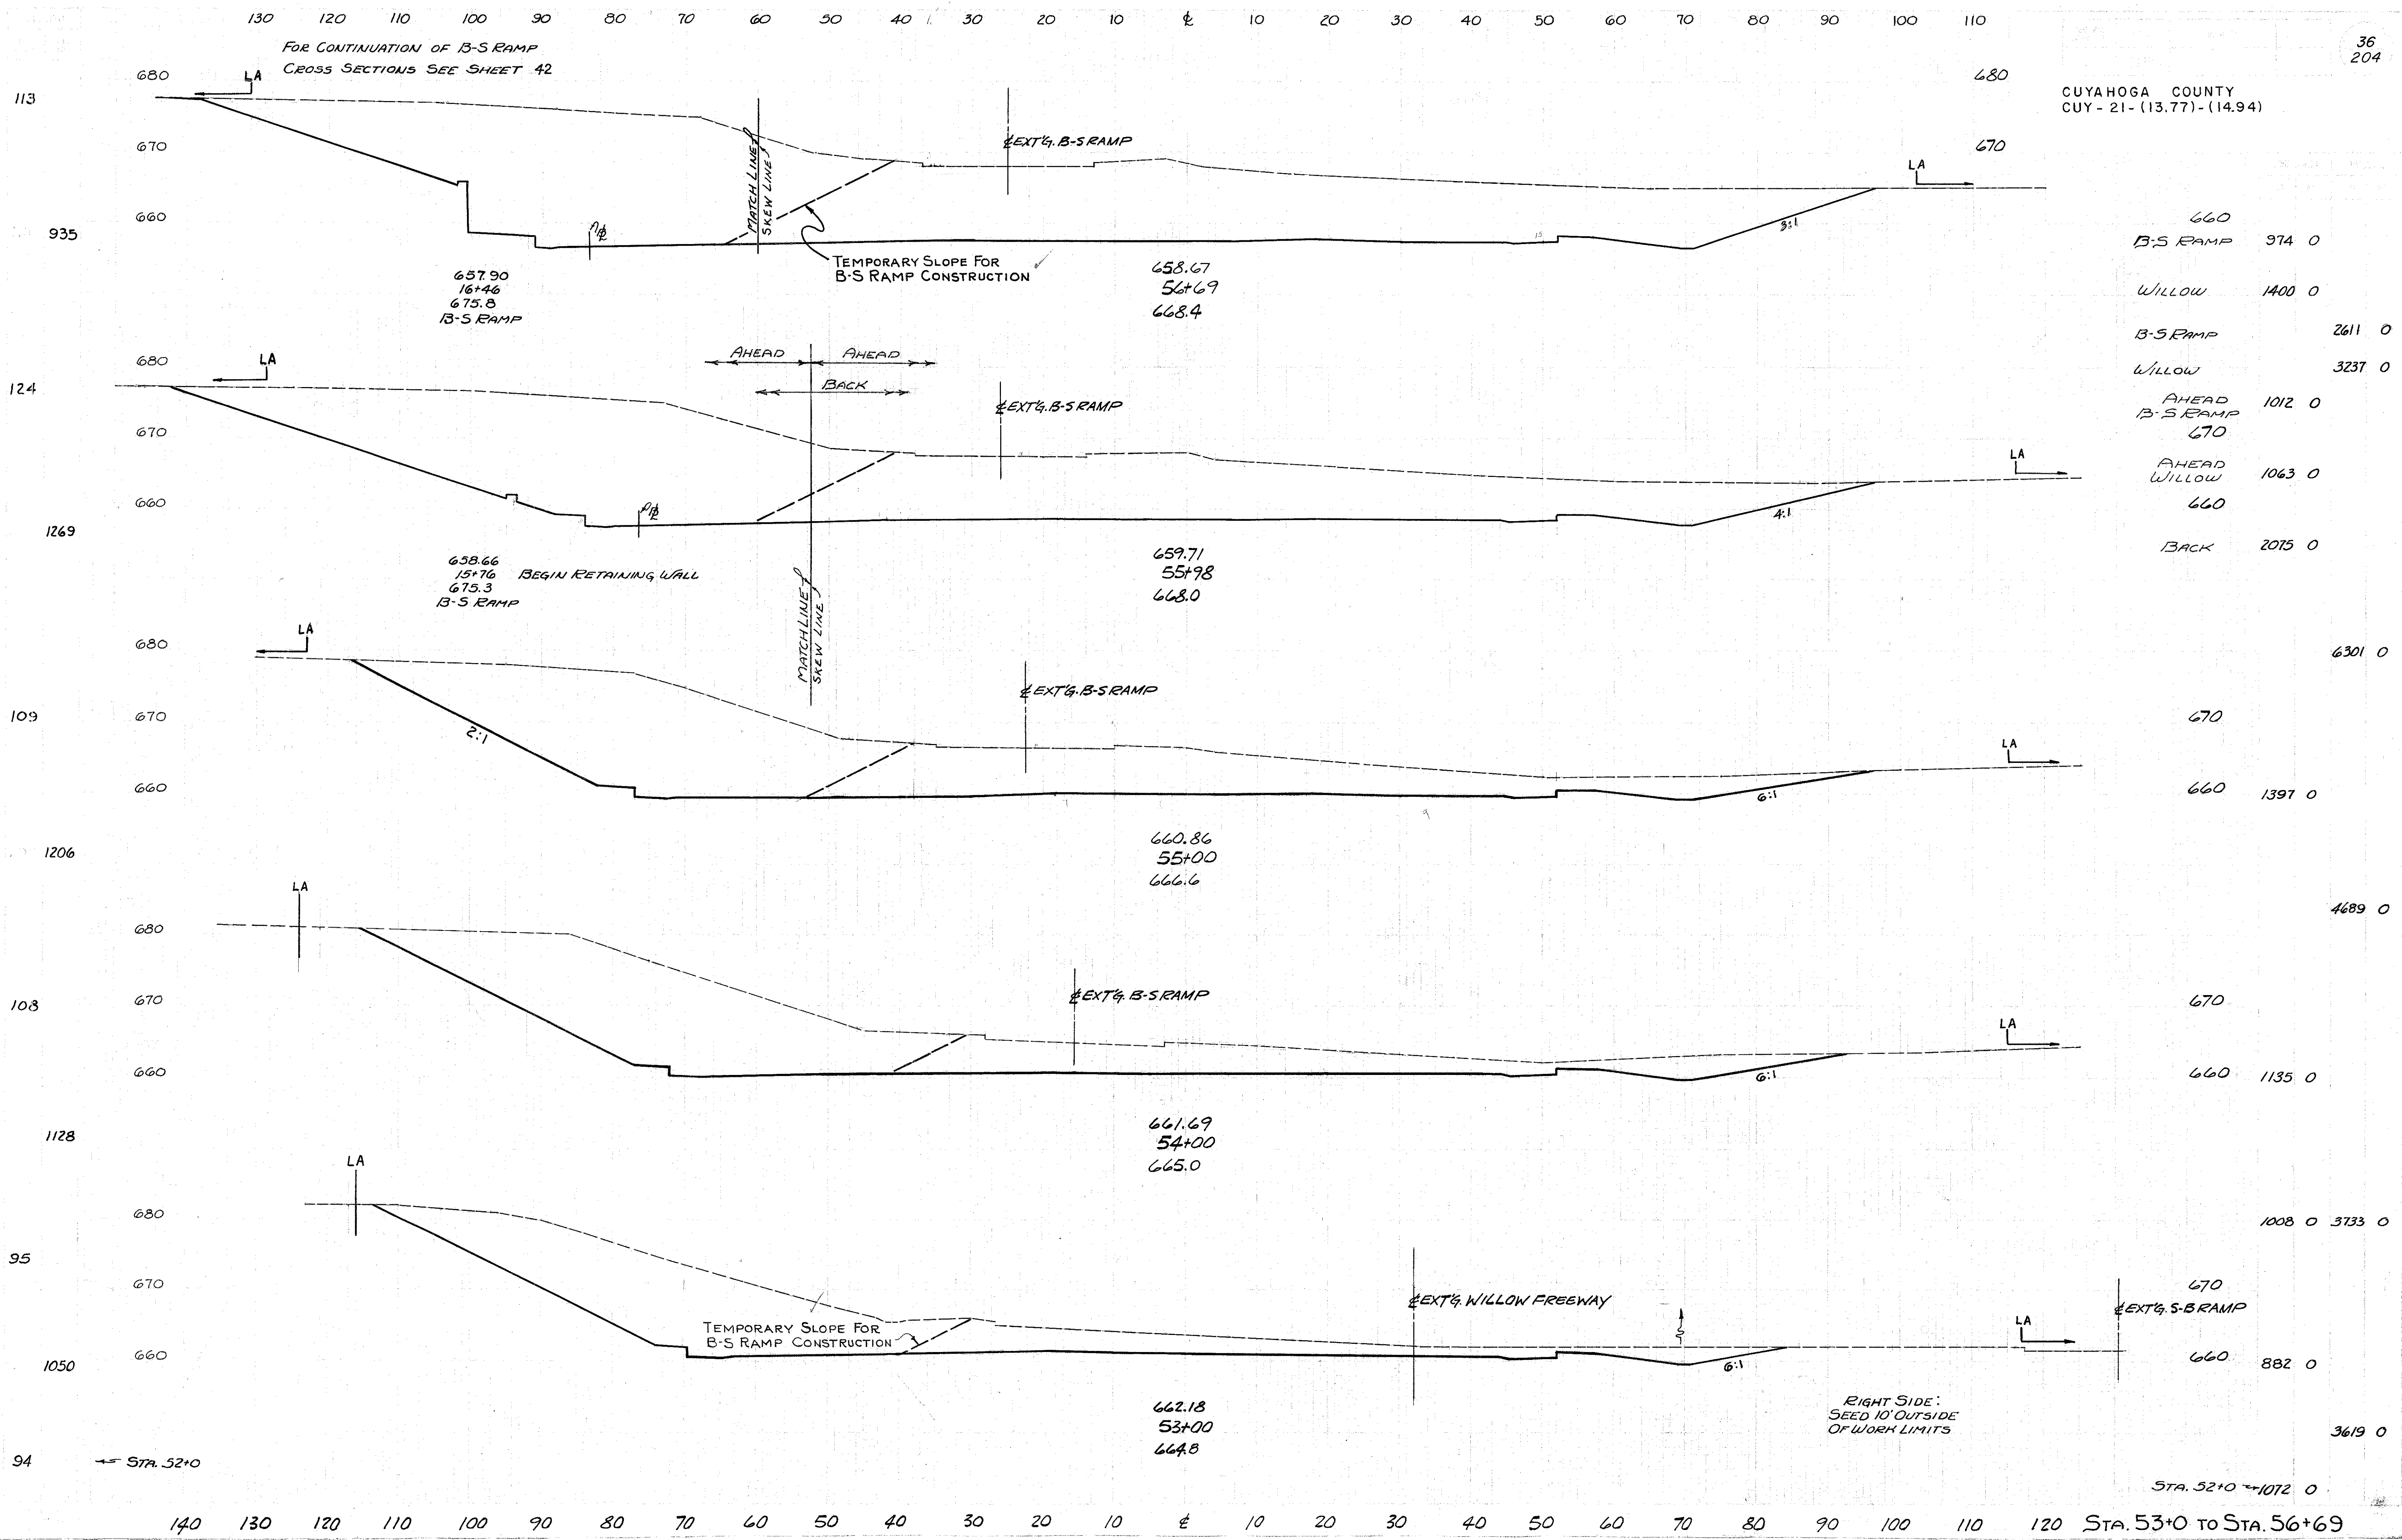 130 120 110 100 90 80 70 60 50 40 30 20 10 ℄ 10 20 30 40 50 60 70 80 90 100 110
36
204
FOR CONTINUATION OF B-S RAMP
CROSS SECTIONS SEE SHEET 42
CUYAHOGA COUNTY
CUY-21-(13.77)-(14.94)
113
680
LA
680
670
MATCH LINE
SKEW LINE
℄ EXT'G. B-S RAMP
670
LA
660
935
3:1
660
B-S RAMP 974 0
TEMPORARY SLOPE FOR
B-S RAMP CONSTRUCTION
657.90
16+46
675.8
B-S RAMP
658.67
56+69
668.4
WILLOW 1400 0
B-S RAMP 2611 0
WILLOW 3237 0
124
680
LA
AHEAD AHEAD
BACK
℄ EXT'G. B-S RAMP
AHEAD
B-S RAMP 1012 0
670
670
LA
AHEAD
WILLOW 1063 0
660
4:1
660
1269
BACK 2075 0
658.66
15+76 BEGIN RETAINING WALL
675.3
B-S RAMP
659.71
55+98
668.0
MATCH LINE
SKEW LINE
LA
680
6301 0
109
670
2:1
℄ EXT'G. B-S RAMP
670
LA
660
6:1
660 1397 0
1206
660.86
55+00
666.6
LA
4689 0
680
108
670
℄ EXT'G. B-S RAMP
670
LA
660
6:1
660 1135 0
1128
661.69
54+00
665.0
LA
680
1008 0 3733 0
95
670
℄ EXT'G. WILLOW FREEWAY
670
℄ EXT'G. S-B RAMP
LA
TEMPORARY SLOPE FOR
B-S RAMP CONSTRUCTION
660
1050
6:1
660 882 0
662.18
53+00
664.8
RIGHT SIDE:
SEED 10' OUTSIDE
OF WORK LIMITS
3619 0
94
← STA. 52+0
STA. 52+0 → 1072 0
140 130 120 110 100 90 80 70 60 50 40 30 20 10 ℄ 10 20 30 40 50 60 70 80 90 100 110 120 STA. 53+0 TO STA. 56+69